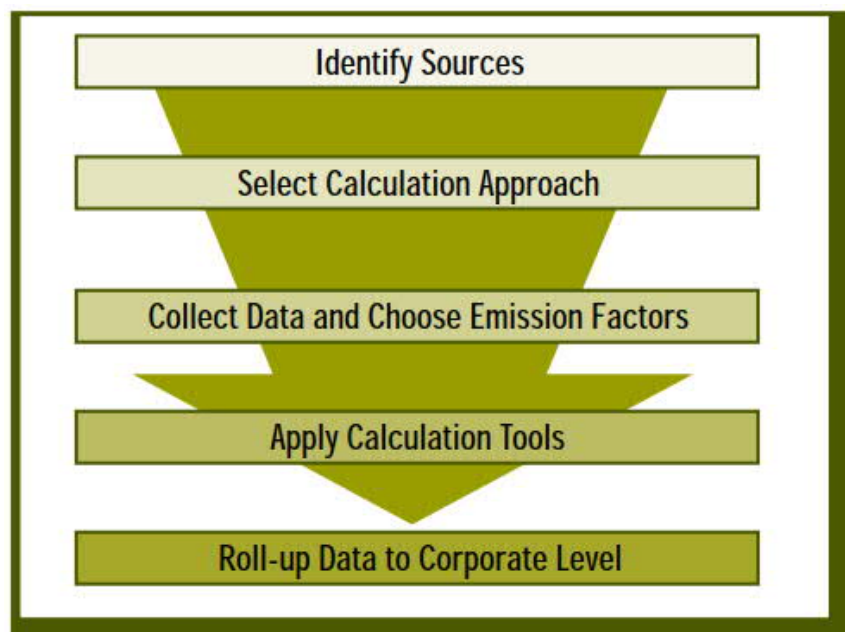 Identify Sources
Select Calculation Approach
Collect Data and Choose Emission Factors
Apply Calculation Tools
Roll-up Data to Corporate Level